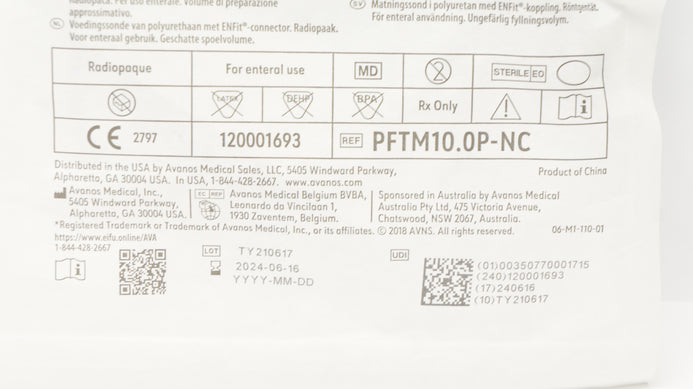 Radiopaca. Per uso enterale. Volume di preparazione
approssimativo.
NL Voedingssonde van polyurethaan met ENFit®-connector. Radiopaak.
Voor enteraal gebruik. Geschatte spoelvolume.
SV Matningssond i polyuretan med ENFit®-koppling. Röntgentät.
För enteral användning. Ungefärlig fyllningsvolym.
Radiopaque
For enteral use
MD
2
STERILE EO
LATEX
DEHP
BPA
Rx Only
CE 2797
120001693
REF PFTM10.0P-NC
Distributed in the USA by Avanos Medical Sales, LLC, 5405 Windward Parkway,
Alpharetta, GA 30004 USA. In USA, 1-844-428-2667. www.avanos.com
Product of China
Avanos Medical, Inc.,
5405 Windward Parkway,
Alpharetta, GA 30004 USA
EC REP Avanos Medical Belgium BVBA,
Leonardo da Vincilaan 1,
1930 Zaventem, Belgium.
Sponsored in Australia by Avanos Medical
Australia Pty Ltd, 475 Victoria Avenue,
Chatswood, NSW 2067, Australia.
*Registered Trademark or Trademark of Avanos Medical, Inc., or its affiliates. © 2018 AVNS. All rights reserved.
06-M1-110-01
https://www.eifu.online/AVA
1-844-428-2667
LOT TY210617
2024-06-16
YYYY-MM-DD
UDI
(01)00350770001715
(240)120001693
(17)240616
(10)TY210617